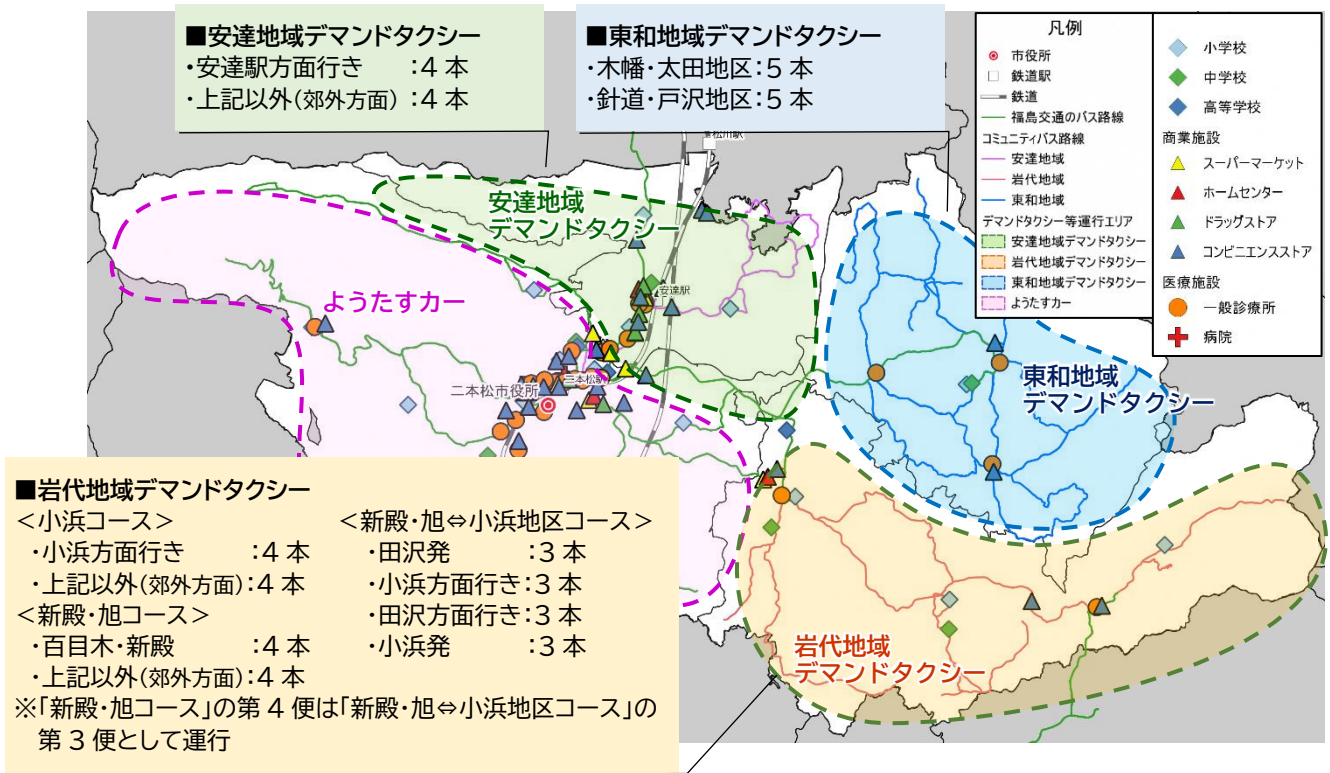 ■安達地域デマンドタクシー
・安達駅方面行き　：4 本
・上記以外（郊外方面）：4 本
■東和地域デマンドタクシー
・木幡・太田地区：5 本
・針道・戸沢地区：5 本
凡例
市役所
鉄道駅
鉄道
福島交通のバス路線
コミュニティバス路線
安達地域
岩代地域
東和地域
デマンドタクシー等運行エリア
安達地域デマンドタクシー
岩代地域デマンドタクシー
東和地域デマンドタクシー
ようたすカー
小学校
中学校
高等学校
商業施設
スーパーマーケット
ホームセンター
ドラッグストア
コンビニエンスストア
医療施設
一般診療所
病院
安達地域
デマンドタクシー
ようたすカー
安達駅
二本松駅
二本松市役所
東和地域
デマンドタクシー
岩代地域
デマンドタクシー
■岩代地域デマンドタクシー
＜小浜コース＞
・小浜方面行き　：4 本
・上記以外（郊外方面）：4 本
＜新殿・旭コース＞
・百目木・新殿　：4 本
・上記以外（郊外方面）：4 本
＜新殿・旭⇔小浜地区コース＞
・田沢発　：3 本
・小浜方面行き：3 本
・田沢方面行き：3 本
・小浜発　：3 本
※「新殿・旭コース」の第 4 便は「新殿・旭⇔小浜地区コース」の
第 3 便として運行